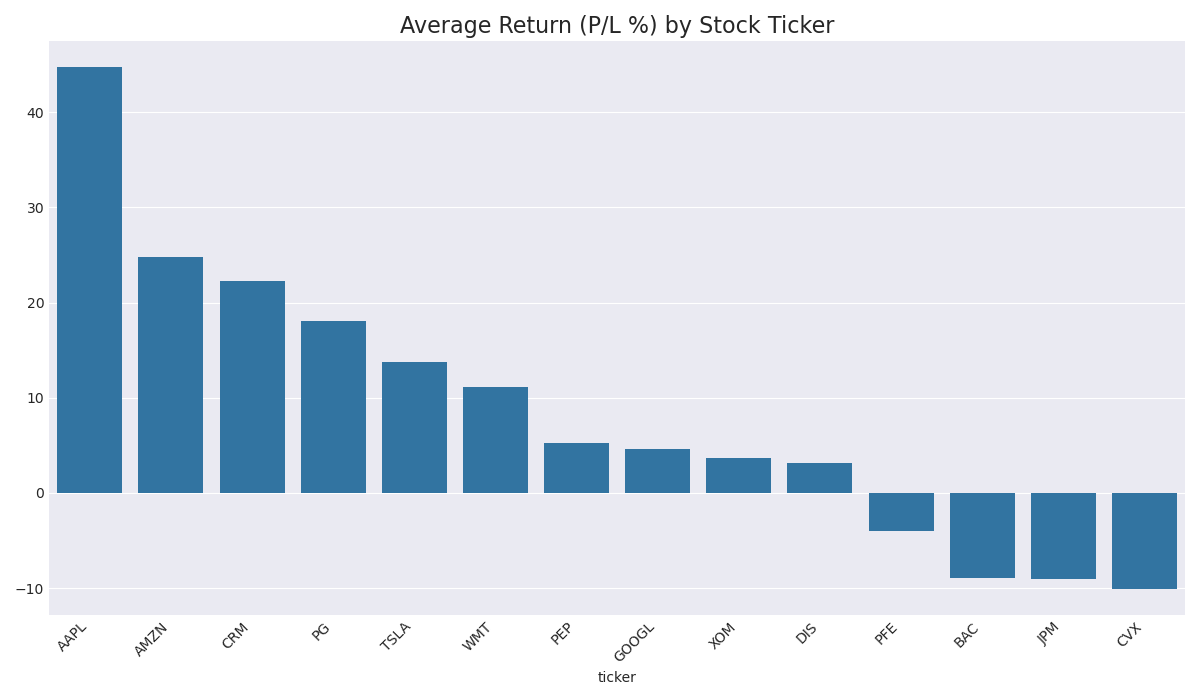 Average Return (P/L %) by Stock Ticker
40
30
20
10
0
−10
AAPL
AMZN
CRM
PG
TSLA
WMT
PEP
GOOGL
XOM
DIS
PFE
BAC
JPM
CVX
ticker